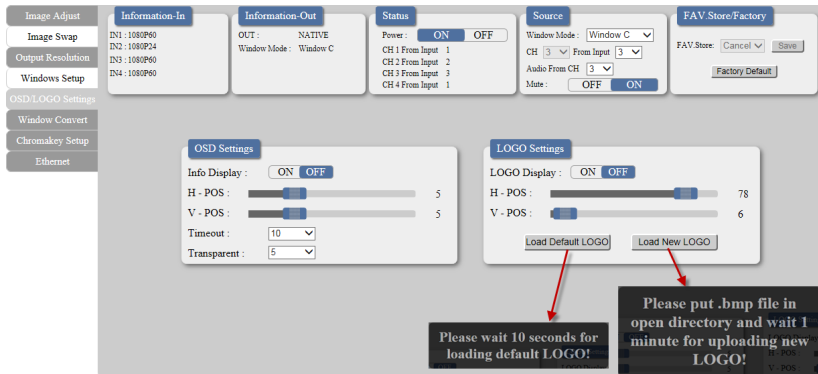 Image Adjust
Image Swap
Output Resolution
Windows Setup
OSD/LOGO Settings
Window Convert
Chromakey Setup
Ethernet
Information-In
IN1 : 1080P60
IN2 : 1080P24
IN3 : 1080P60
IN4 : 1080P60
Information-Out
OUT : NATIVE
Window Mode : Window C
Status
Power : ON OFF
CH 1 From Input 1
CH 2 From Input 2
CH 3 From Input 3
CH 4 From Input 1
Source
Window Mode : Window C
CH 3 From Input 3
Audio From CH 3
Mute : OFF ON
FAV.Store/Factory
FAV.Store: Cancel Save
Factory Default
OSD Settings
Info Display : ON OFF
H - POS : 5
V - POS : 5
Timeout : 10
Transparent : 5
LOGO Settings
LOGO Display : ON OFF
H - POS : 78
V - POS : 6
Load Default LOGO Load New LOGO
Please wait 10 seconds for
loading default LOGO!
Please put .bmp file in
open directory and wait 1
minute for uploading new
LOGO!